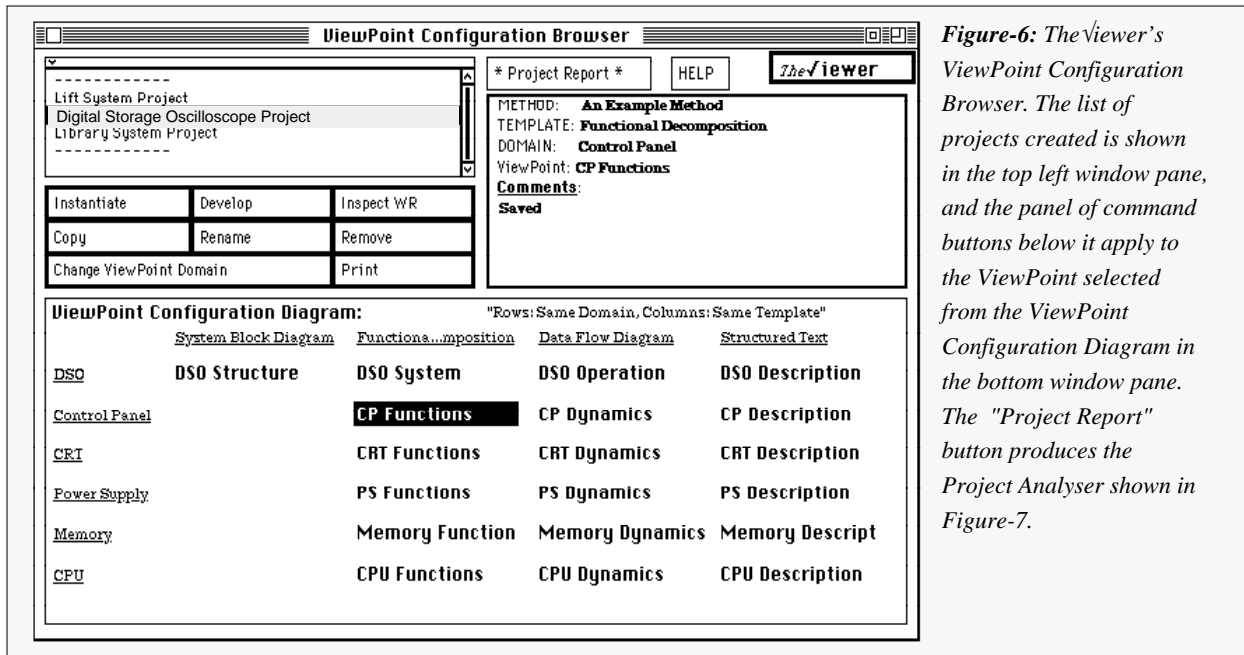 ViewPoint Configuration Browser
------------
Lift System Project
Digital Storage Oscilloscope Project
Library System Project
------------
* Project Report *
HELP
The√iewer
METHOD: An Example Method
TEMPLATE: Functional Decomposition
DOMAIN: Control Panel
ViewPoint: CP Functions
Comments:
Saved
Instantiate Develop Inspect WR
Copy Rename Remove
Change ViewPoint Domain Print
ViewPoint Configuration Diagram: "Rows: Same Domain, Columns: Same Template"
System Block Diagram Functiona...mposition Data Flow Diagram Structured Text
DSO DSO Structure DSO System DSO Operation DSO Description
Control Panel CP Functions CP Dynamics CP Description
CRT CRT Functions CRT Dynamics CRT Description
Power Supply PS Functions PS Dynamics PS Description
Memory Memory Function Memory Dynamics Memory Descript
CPU CPU Functions CPU Dynamics CPU Description
Figure-6: The√iewer's
ViewPoint Configuration
Browser. The list of
projects created is shown
in the top left window pane,
and the panel of command
buttons below it apply to
the ViewPoint selected
from the ViewPoint
Configuration Diagram in
the bottom window pane.
The "Project Report"
button produces the
Project Analyser shown in
Figure-7.